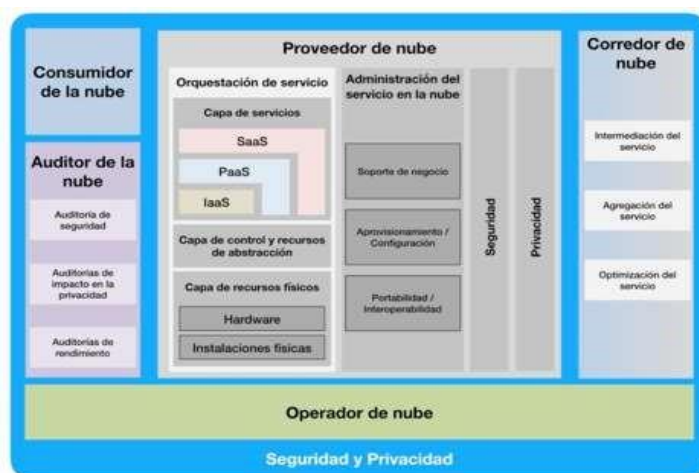 Consumidor
de la nube
Auditor de la
nube
Auditoría de
seguridad
Auditorías de
impacto en la
privacidad
Auditorías de
rendimiento
Proveedor de nube
Orquestación de servicio
Capa de servicios
SaaS
PaaS
IaaS
Capa de control y recursos
de abstracción
Capa de recursos físicos
Hardware
Instalaciones físicas
Administración del
servicio en la nube
Soporte de negocio
Aprovisionamiento /
Configuración
Portabilidad /
Interoperabilidad
Seguridad
Privacidad
Corredor de
nube
Intermediación del
servicio
Agregación del
servicio
Optimización del
servicio
Operador de nube
Seguridad y Privacidad